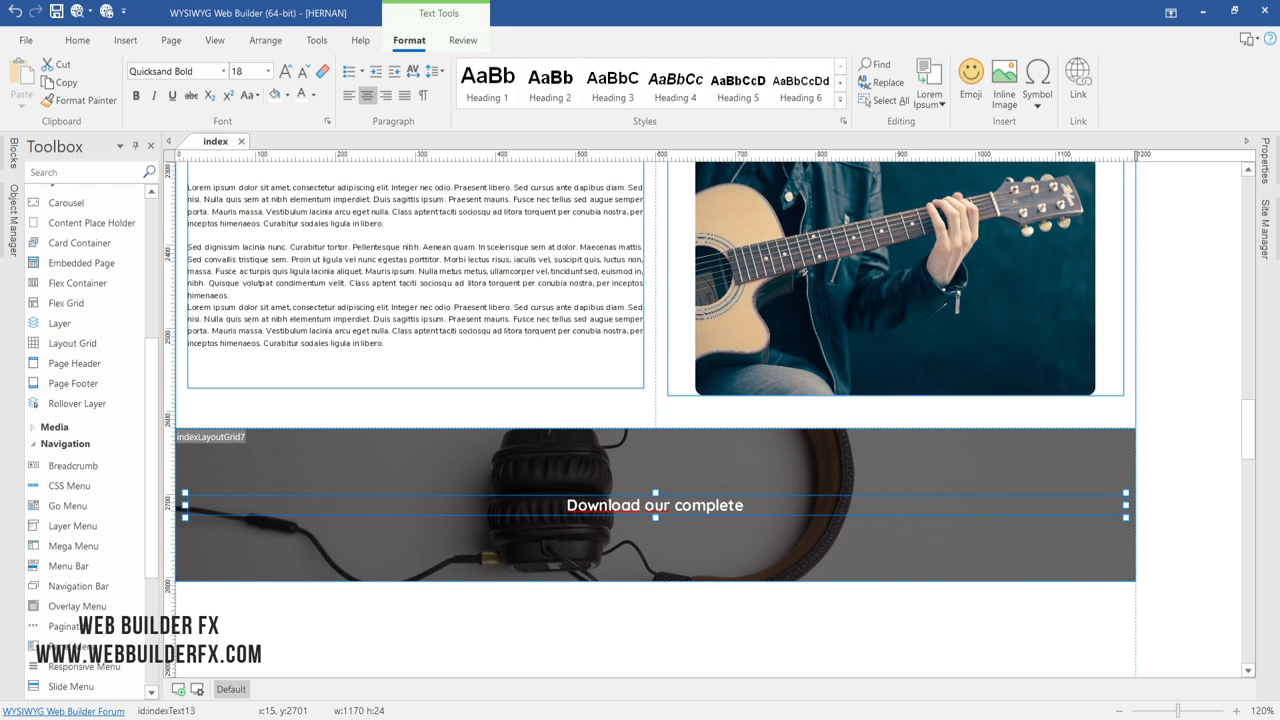 WYSIWYG Web Builder (64-bit) - [HERNAN]
Text Tools
File Home Insert Page View Arrange Tools Help Format Review
Paste
Cut
Copy
Format Painter
Clipboard
Quicksand Bold 18
Font
Paragraph
AaBb AaBb AaBbC AaBbCc AaBbCcD AaBbCcDd
Heading 1 Heading 2 Heading 3 Heading 4 Heading 5 Heading 6
Styles
Find
Replace
Select All
Lorem Ipsum
Editing
Emoji
Inline Image
Symbol
Insert
Link
Link
Blocks
Object Manager
Toolbox
Search
Carousel
Content Place Holder
Card Container
Embedded Page
Flex Container
Flex Grid
Layer
Layout Grid
Page Header
Page Footer
Rollover Layer
Media
Navigation
Breadcrumb
CSS Menu
Go Menu
Layer Menu
Mega Menu
Menu Bar
Navigation Bar
Overlay Menu
Responsive Menu
Slide Menu
index
0 100 200 300 400 500 600 700 800 900 1000 1100
Lorem ipsum dolor sit amet, consectetur adipiscing elit. Integer nec odio. Praesent libero. Sed cursus ante dapibus diam. Sed
nisi. Nulla quis sem at nibh elementum imperdiet. Duis sagittis ipsum. Praesent mauris. Fusce nec tellus sed augue semper
porta. Mauris massa. Vestibulum lacinia arcu eget nulla. Class aptent taciti sociosqu ad litora torquent per conubia nostra, per
inceptos himenaeos. Curabitur sodales ligula in libero.
Sed dignissim lacinia nunc. Curabitur tortor. Pellentesque nibh. Aenean quam. In scelerisque sem at dolor. Maecenas mattis.
Sed convallis tristique sem. Proin ut ligula vel nunc egestas porttitor. Morbi lectus risus, iaculis vel, suscipit quis, luctus non,
massa. Fusce ac turpis quis ligula lacinia aliquet. Mauris ipsum. Nulla metus metus, ullamcorper vel, tincidunt sed, euismod in,
nibh. Quisque volutpat condimentum velit. Class aptent taciti sociosqu ad litora torquent per conubia nostra, per inceptos
himenaeos.
Lorem ipsum dolor sit amet, consectetur adipiscing elit. Integer nec odio. Praesent libero. Sed cursus ante dapibus diam. Sed
nisi. Nulla quis sem at nibh elementum imperdiet. Duis sagittis ipsum. Praesent mauris. Fusce nec tellus sed augue semper
porta. Mauris massa. Vestibulum lacinia arcu eget nulla. Class aptent taciti sociosqu ad litora torquent per conubia nostra, per
inceptos himenaeos. Curabitur sodales ligula in libero.
indexLayoutGrid7
Download our complete
Properties
Site Manager
WEB BUILDER FX
WWW.WEBBUILDERFX.COM
Default
WYSIWYG Web Builder Forum id:indexText13 x:15, y:2701 w:1170 h:24 120%